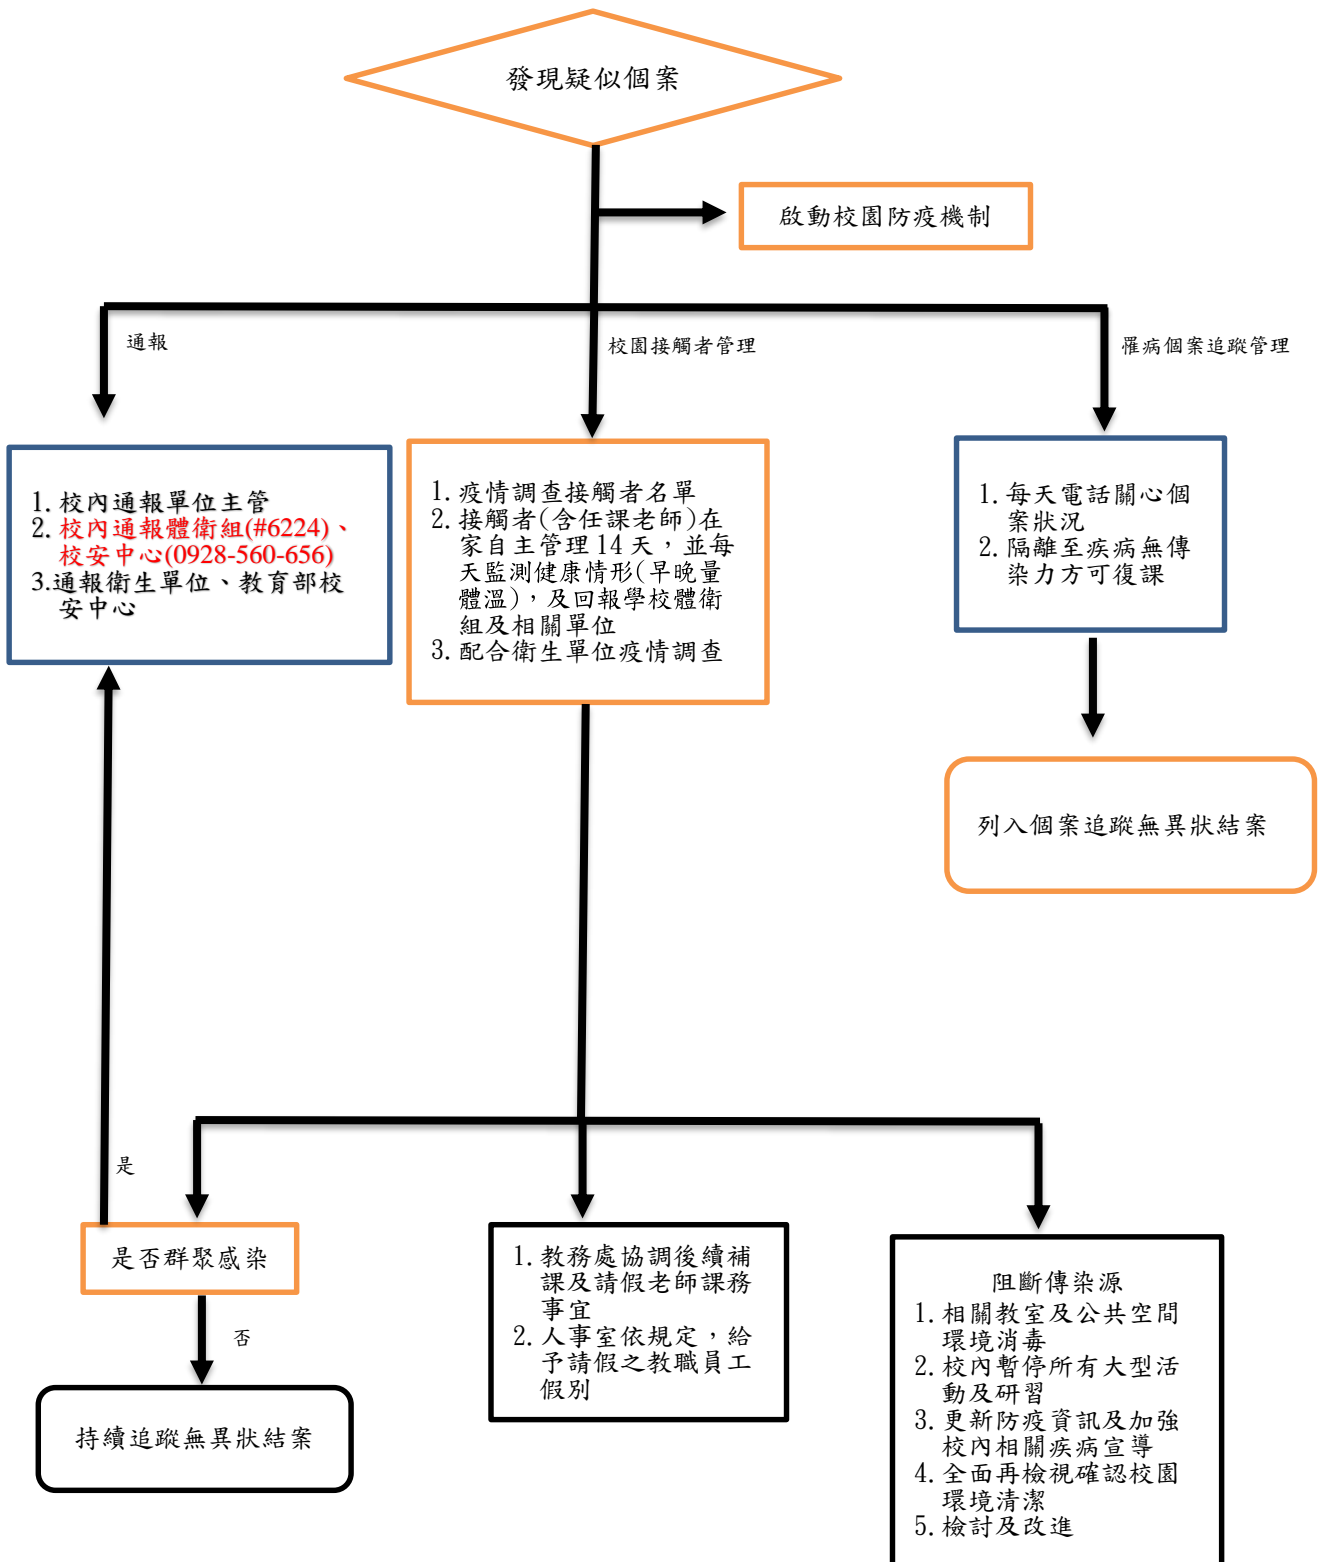 發現疑似個案
啟動校園防疫機制
通報
校園接觸者管理
罹病個案追蹤管理
1. 校內通報單位主管
2. 校內通報體衛組(#6224)、
校安中心(0928-560-656)
3.通報衛生單位、教育部校
安中心
1. 疫情調查接觸者名單
2. 接觸者(含任課老師)在
家自主管理 14 天，並每
天監測健康情形(早晚量
體溫)，及回報學校體衛
組及相關單位
3. 配合衛生單位疫情調查
1. 每天電話關心個
案狀況
2. 隔離至疾病無傳
染力方可復課
列入個案追蹤無異狀結案
是
是否群聚感染
否
持續追蹤無異狀結案
1. 教務處協調後續補
課及請假老師課務
事宜
2. 人事室依規定，給
予請假之教職員工
假別
阻斷傳染源
1. 相關教室及公共空間
環境消毒
2. 校內暫停所有大型活
動及研習
3. 更新防疫資訊及加強
校內相關疾病宣導
4. 全面再檢視確認校園
環境清潔
5. 檢討及改進